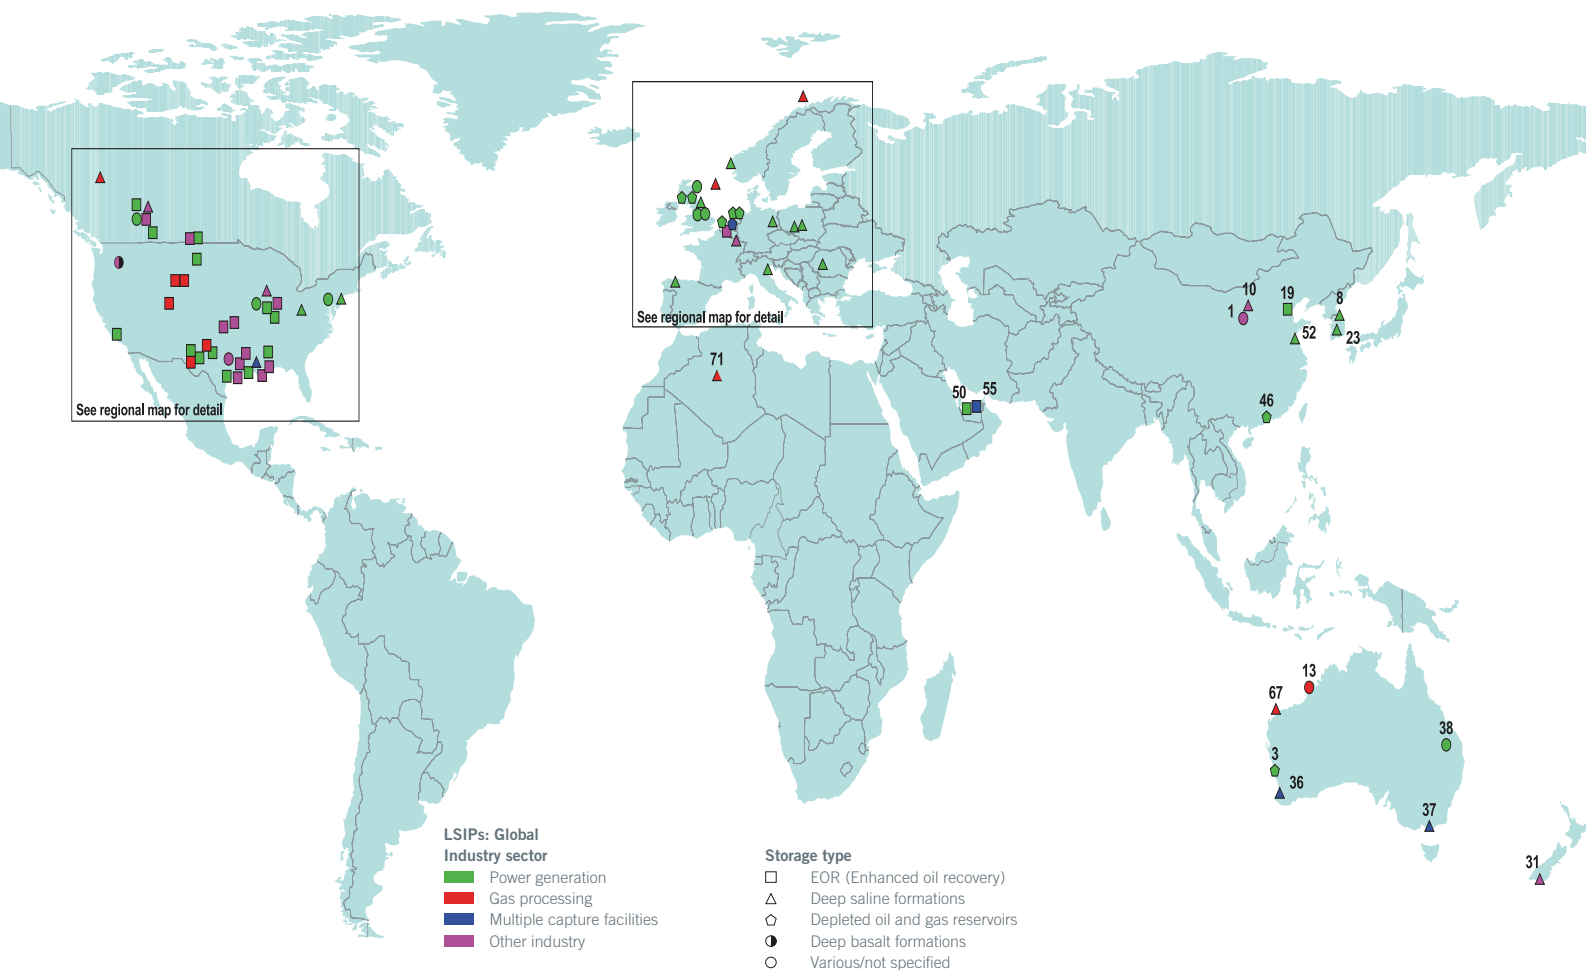 See regional map for detail
See regional map for detail
10
19
8
1
52
23
71
50
55
46
13
67
38
3
36
37
31
LSIPs: Global
Industry sector
Power generation
Gas processing
Multiple capture facilities
Other industry
Storage type
EOR (Enhanced oil recovery)
Deep saline formations
Depleted oil and gas reservoirs
Deep basalt formations
Various/not specified